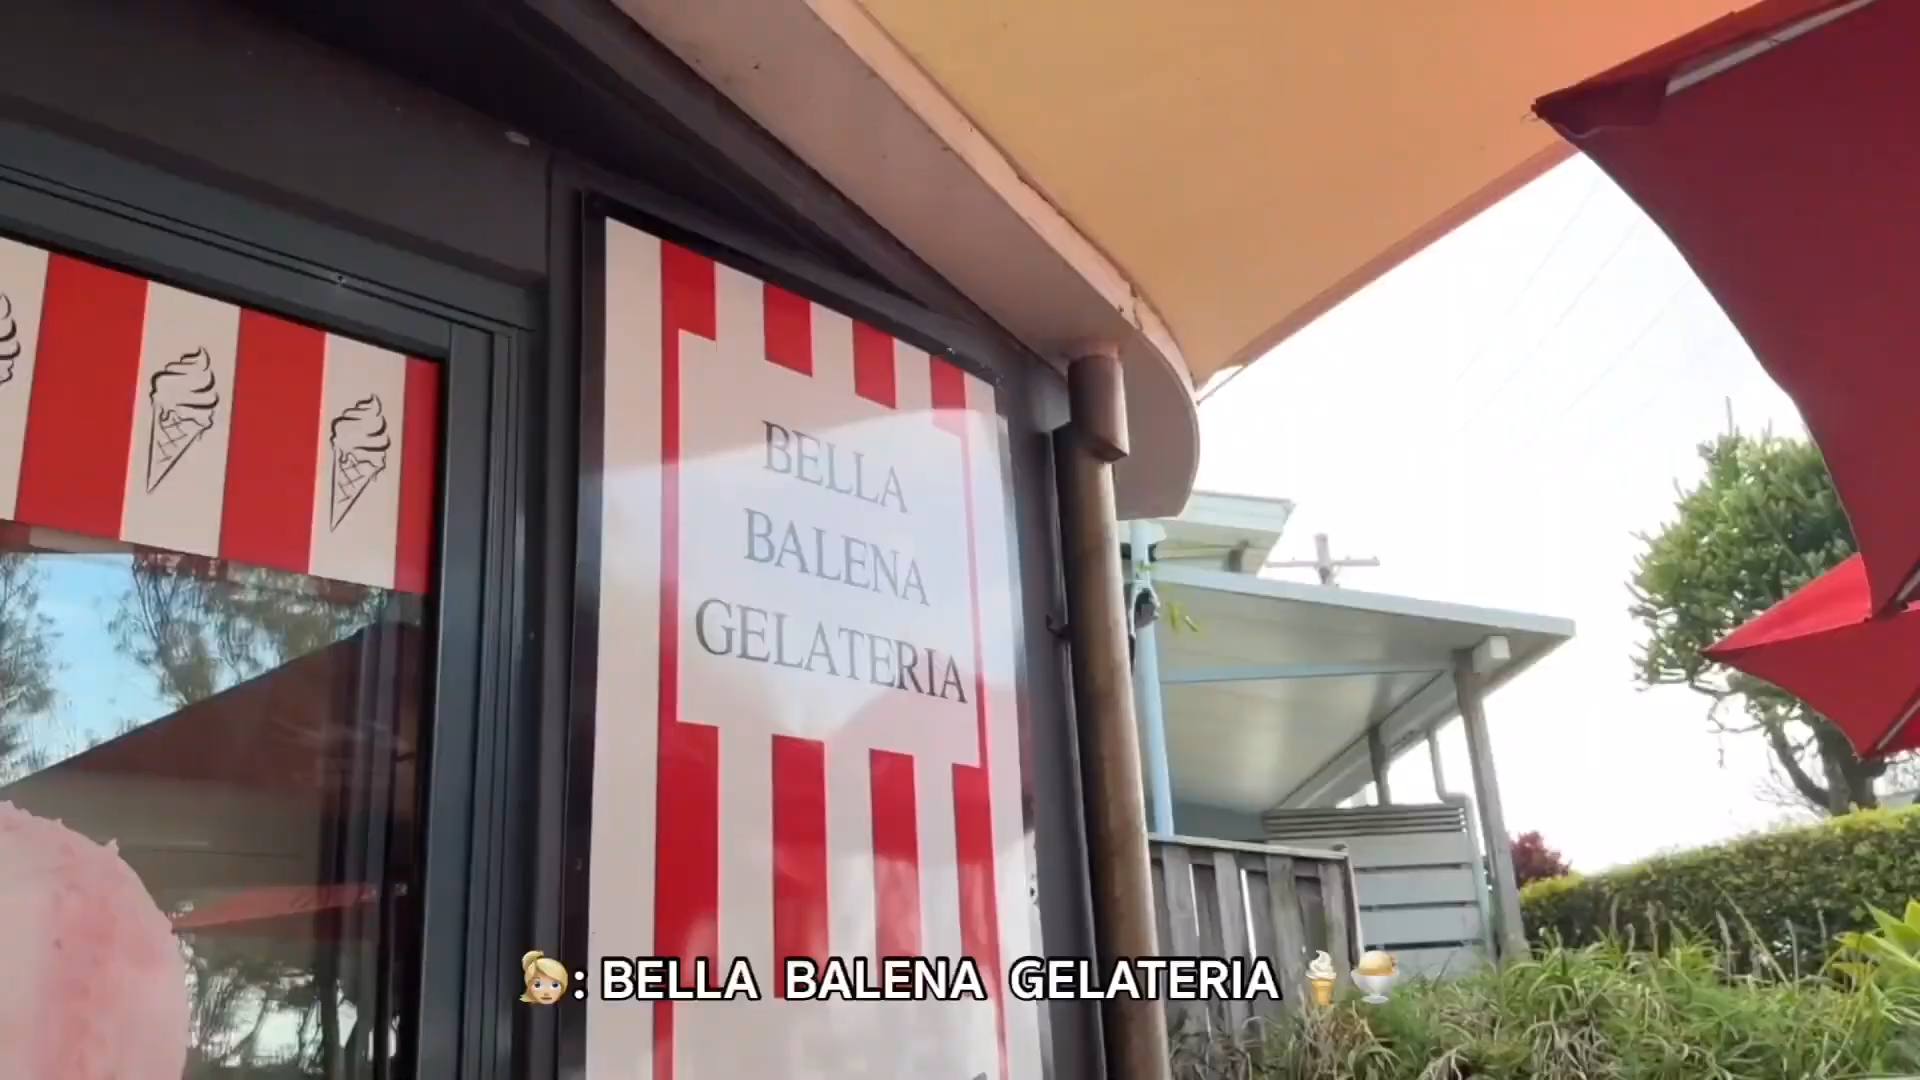 BELLA
BALENA
GELATERIA
👱‍♀️: BELLA BALENA GELATERIA 🍦🍨